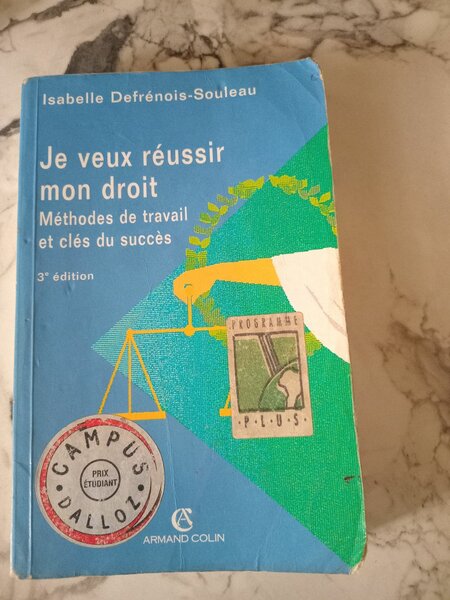 Isabelle Defrénois-Souleau
Je veux réussir
mon droit
Méthodes de travail
et clés du succès
3e édition
PROGRAMME
·P·L·U·S·
CAMPUS
PRIX
ÉTUDIANT
DALLOZ
AC
ARMAND COLIN